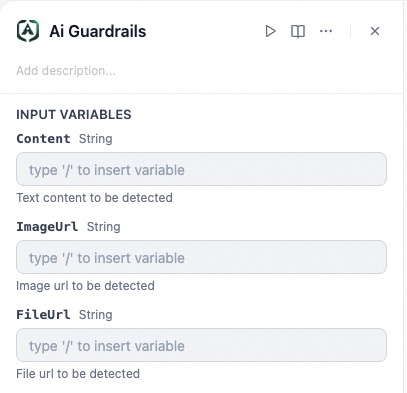 Ai Guardrails
Add description...
INPUT VARIABLES
Content String
type '/' to insert variable
Text content to be detected
ImageUrl String
type '/' to insert variable
Image url to be detected
FileUrl String
type '/' to insert variable
File url to be detected